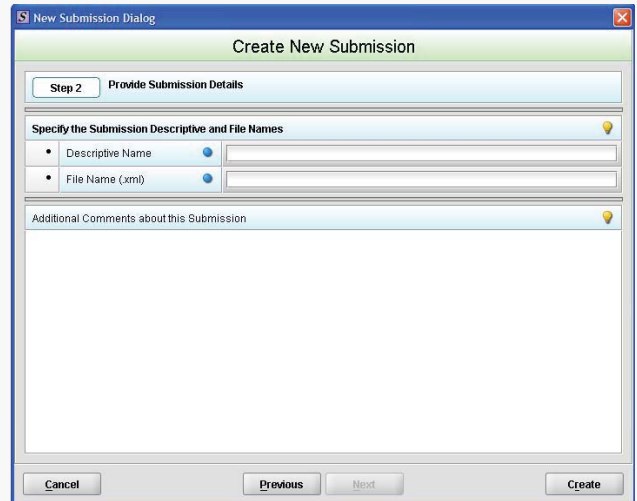 S New Submission Dialog
Create New Submission
Step 2 Provide Submission Details
Specify the Submission Descriptive and File Names
• Descriptive Name
• File Name (.xml)
Additional Comments about this Submission
Cancel Previous Next Create